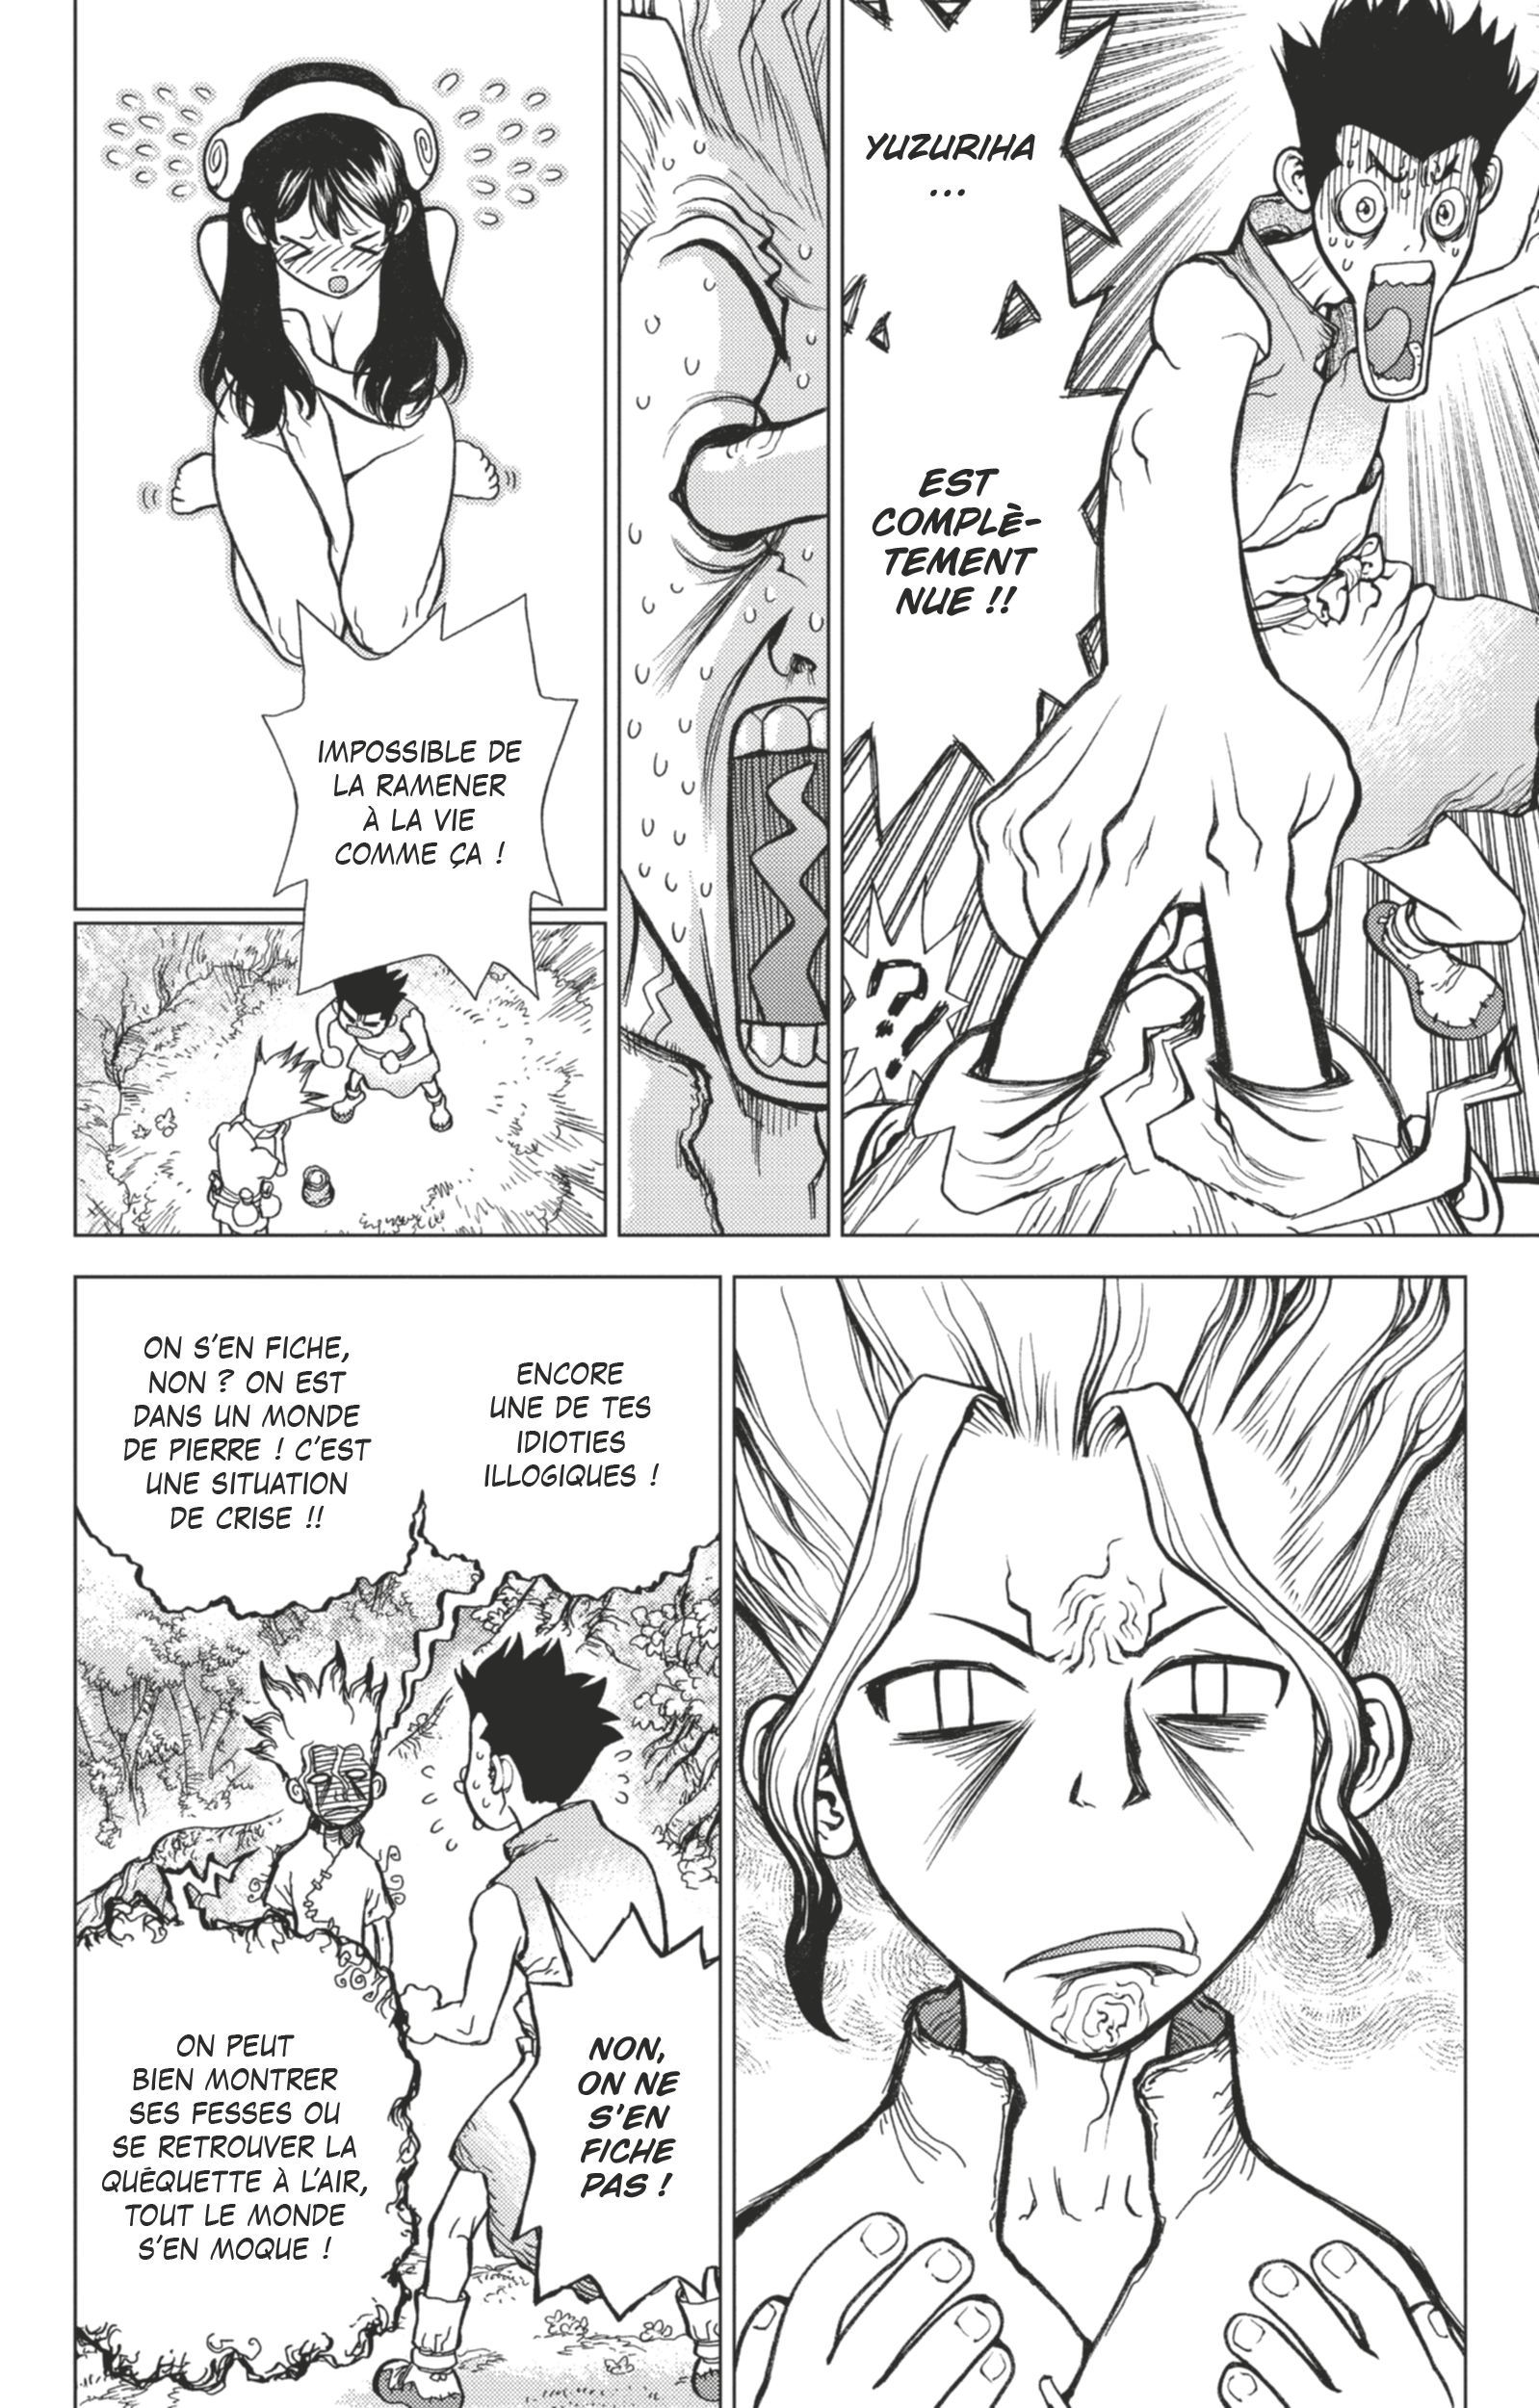 YUZURIHA
...
EST
COMPLÈ-
TEMENT
NUE !!
?
IMPOSSIBLE DE
LA RAMENER
À LA VIE
COMME ÇA !
ENCORE
UNE DE TES
IDIOTIES
ILLOGIQUES !
ON S'EN FICHE,
NON ? ON EST
DANS UN MONDE
DE PIERRE ! C'EST
UNE SITUATION
DE CRISE !!
NON,
ON NE
S'EN
FICHE
PAS !
ON PEUT
BIEN MONTRER
SES FESSES OU
SE RETROUVER LA
QUÉQUETTE À L'AIR,
TOUT LE MONDE
S'EN MOQUE !